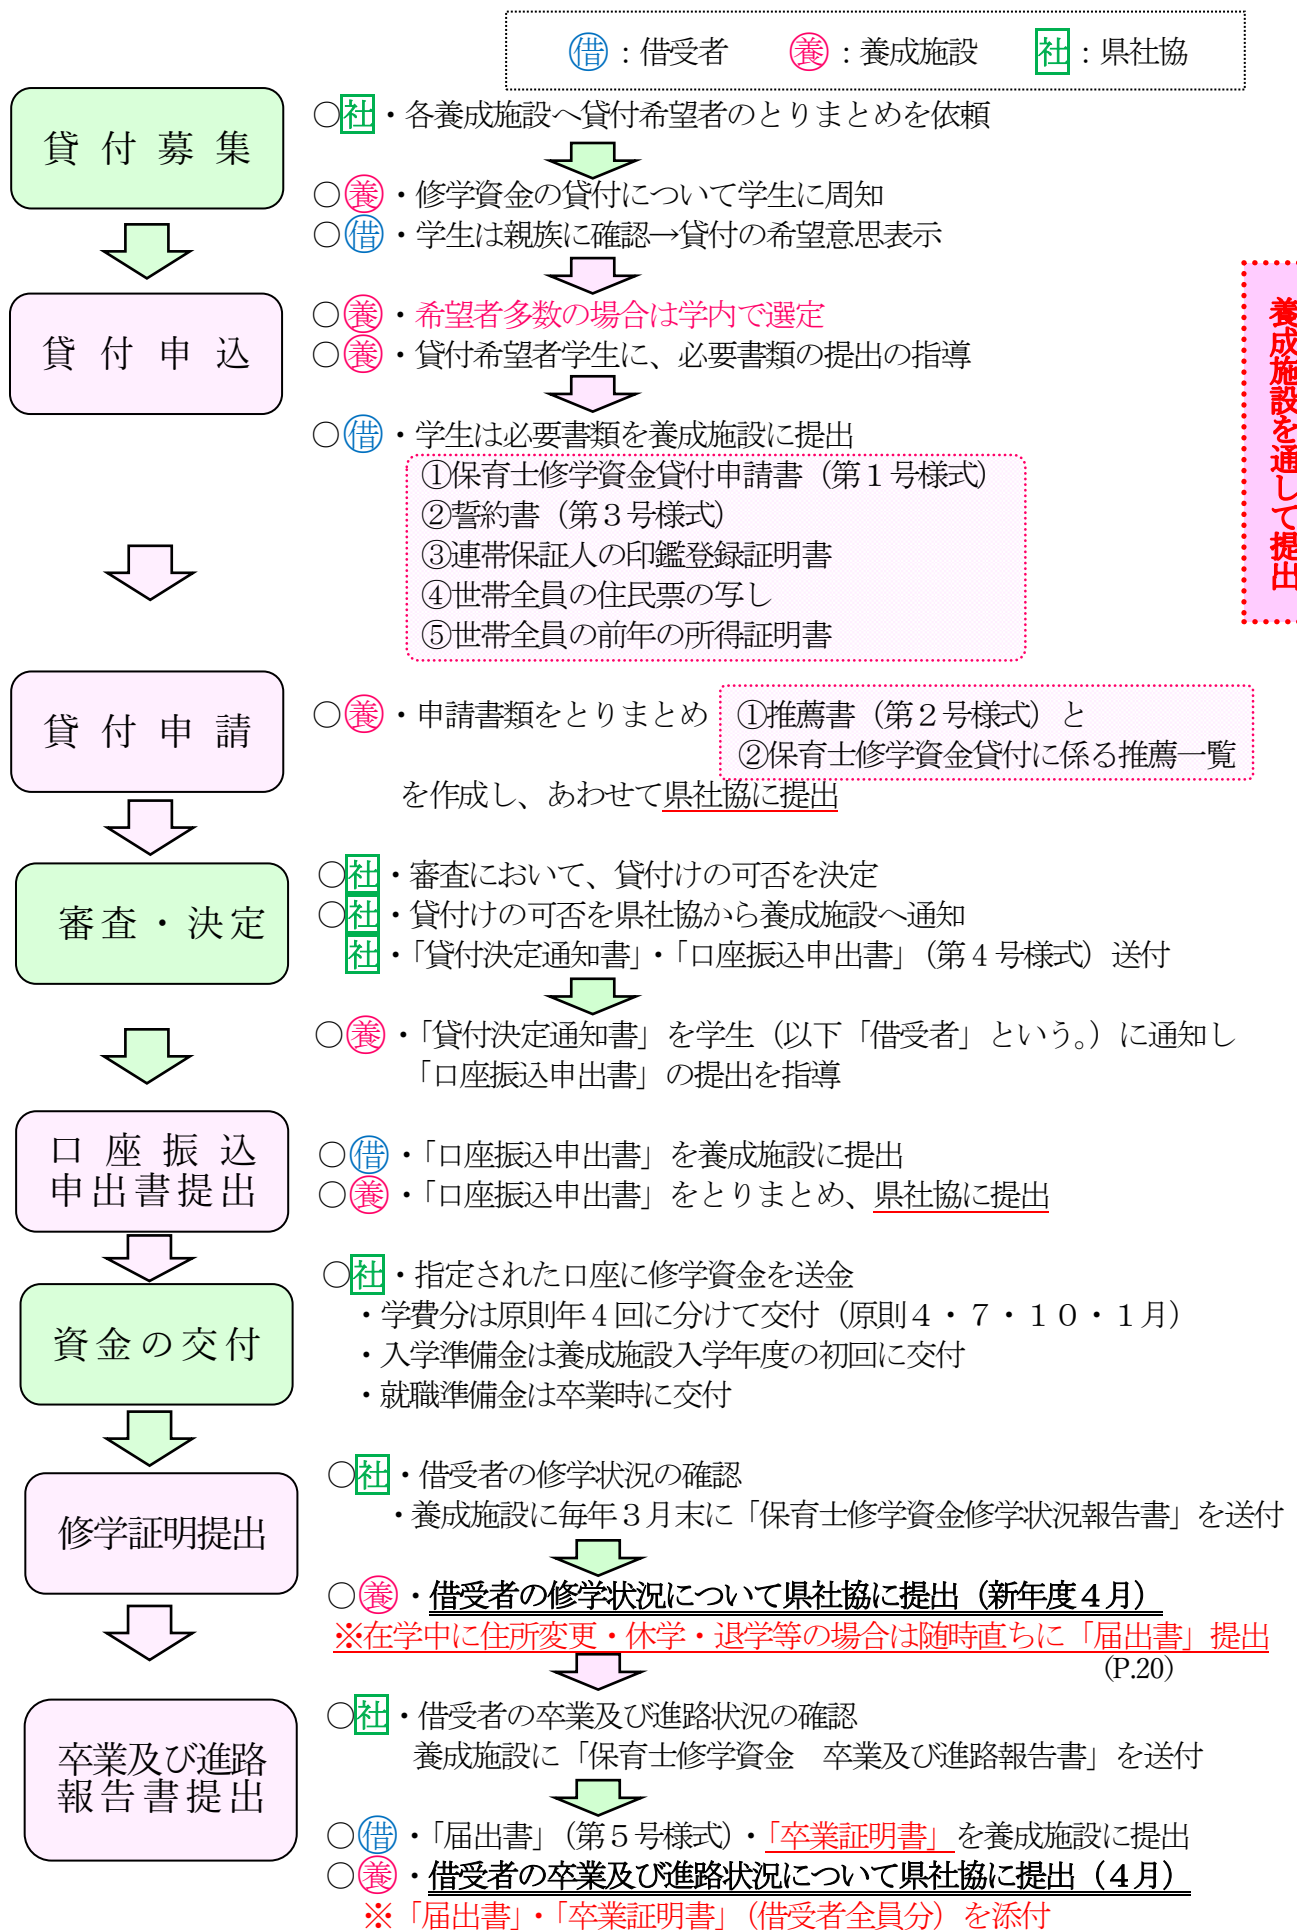 借：借受者　養：養成施設　社：県社協
貸付募集
○社・各養成施設へ貸付希望者のとりまとめを依頼
○養・修学資金の貸付について学生に周知
○借・学生は親族に確認→貸付の希望意思表示
貸付申込
○養・希望者多数の場合は学内で選定
○養・貸付希望者学生に、必要書類の提出の指導
○借・学生は必要書類を養成施設に提出
①保育士修学資金貸付申請書（第１号様式）
②誓約書（第３号様式）
③連帯保証人の印鑑登録証明書
④世帯全員の住民票の写し
⑤世帯全員の前年の所得証明書
養成施設を通して提出
貸付申請
○養・申請書類をとりまとめ
①推薦書（第２号様式）と
②保育士修学資金貸付に係る推薦一覧
を作成し、あわせて県社協に提出
審査・決定
○社・審査において、貸付けの可否を決定
○社・貸付けの可否を県社協から養成施設へ通知
社・「貸付決定通知書」・「口座振込申出書」（第４号様式）送付
○養・「貸付決定通知書」を学生（以下「借受者」という。）に通知し
「口座振込申出書」の提出を指導
口座振込
申出書提出
○借・「口座振込申出書」を養成施設に提出
○養・「口座振込申出書」をとりまとめ、県社協に提出
資金の交付
○社・指定された口座に修学資金を送金
・学費分は原則年４回に分けて交付（原則４・７・１０・１月）
・入学準備金は養成施設入学年度の初回に交付
・就職準備金は卒業時に交付
修学証明提出
○社・借受者の修学状況の確認
・養成施設に毎年３月末に「保育士修学資金修学状況報告書」を送付
○養・借受者の修学状況について県社協に提出（新年度４月）
※在学中に住所変更・休学・退学等の場合は随時直ちに「届出書」提出
（P.20）
卒業及び進路
報告書提出
○社・借受者の卒業及び進路状況の確認
養成施設に「保育士修学資金　卒業及び進路報告書」を送付
○借・「届出書」（第５号様式）・「卒業証明書」を養成施設に提出
○養・借受者の卒業及び進路状況について県社協に提出（４月）
※「届出書」・「卒業証明書」（借受者全員分）を添付